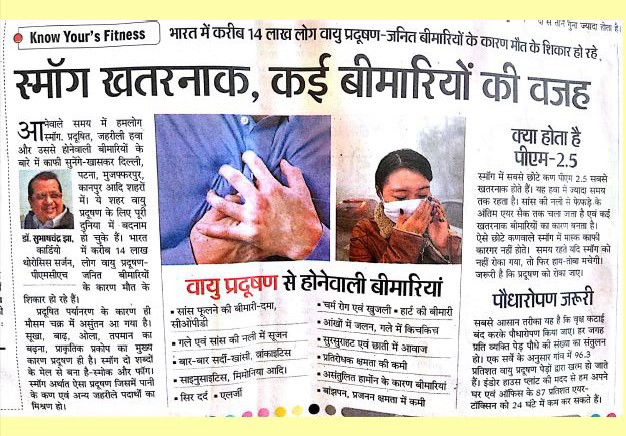 से तीन गुना ज्यादा होता है।
Know Your's Fitness
भारत में करीब 14 लाख लोग वायु प्रदूषण-जनित बीमारियों के कारण मौत के शिकार हो रहे
स्मॉग खतरनाक, कई बीमारियों की वजह
आनेवाले समय में हमलोग
स्मॉग, प्रदूषित, जहरीली हवा
और उससे होनेवाली बीमारियों के
बारे में काफी सुनेंगे-खासकर दिल्ली,
पटना, मुजफ्फरपुर,
कानपुर आदि शहरों
में। ये शहर वायु
प्रदूषण के लिए पूरी
दुनिया में बदनाम
हो चुके हैं। भारत
में करीब 14 लाख
लोग वायु प्रदूषण-
जनित बीमारियों
के कारण मौत के
डॉ. सुभाषचंद्र झा,
कार्डियो
थोरोसिस सर्जन,
पीएमसीएच
शिकार हो रहे हैं।
प्रदूषित पर्यानरण के कारण ही
मौसम चक्र में असुंतन आ गया है।
सूखा, बाढ़, ओला, तपमान का
बढ़ना, प्राकृतिक प्रकोप का मुख्य
कारण प्रदूषण ही है। स्मॉग दो शब्दों
के मेल से बना है-स्मोक और फॉग।
स्मॉग अर्थात ऐसा प्रदूषण जिसमें पानी
के कण एवं अन्य जहरीले पदार्थों का
मिश्रण हो।
वायु प्रदूषण से होनेवाली बीमारियां
▪ सांस फूलने की बीमारी-दमा,
सीओपीडी
▪ गले एवं सांस की नली में सूजन
▪ बार-बार सर्दी-खांसी, ब्रांकाइटिस
▪ साइनुसाइटिस, निमोनिया आदि।
▪ सिर दर्द ▪ एलर्जी
▪ चर्म रोग एवं खुजली ▪ हार्ट की बीमारी
▪ आंखों में जलन, गले में किचकिच
▪ सुरसुराहट एवं छाती में आवाज
▪ प्रतिरोधक क्षमता की कमी
▪ असंतुलित हार्मोन के कारण बीमारियां
▪ बांझपन, प्रजनन क्षमता में कमी
क्या होता है
पीएम-2.5
स्मॉग में सबसे छोटे कण पीएम 2.5 सबसे
खतरनाक होते हैं। यह हवा में ज्यादा समय
तक रहता है। सांस की नली से फेफड़े के
अंतिम एयर सैक तक चला जाता है एवं कई
खतरनाक बीमारियों का कारण बनता है।
ऐसे छोटे कणवाले स्मॉग में मास्क काफी
कारगर नहीं होते। समय रहते यदि स्मॉग को
नहीं रोका गया, तो फिर हाय-तोबा मचेगी।
जरूरी है कि प्रदूषण को रोका जाए।
पौधारोपण जरूरी
सबसे आसान तरीका यह है कि वृक्ष कटाई
बंद करके पौधारोपण किया जाए। हर जगह
प्रति व्यक्ति पेड़ पौधे की संख्या का संतुलन
हो। एक सर्वे के अनुसार गांव में 96.3
प्रतिशत वायु प्रदूषण पेड़ों द्वारा खत्म हो जाते
हैं। इंडोर हाउस प्लांट की मदद से हम अपने
घर एवं ऑफिस के 87 प्रतिशत एयर-
टॉक्सिन को 24 घंटे में कम कर सकते हैं।